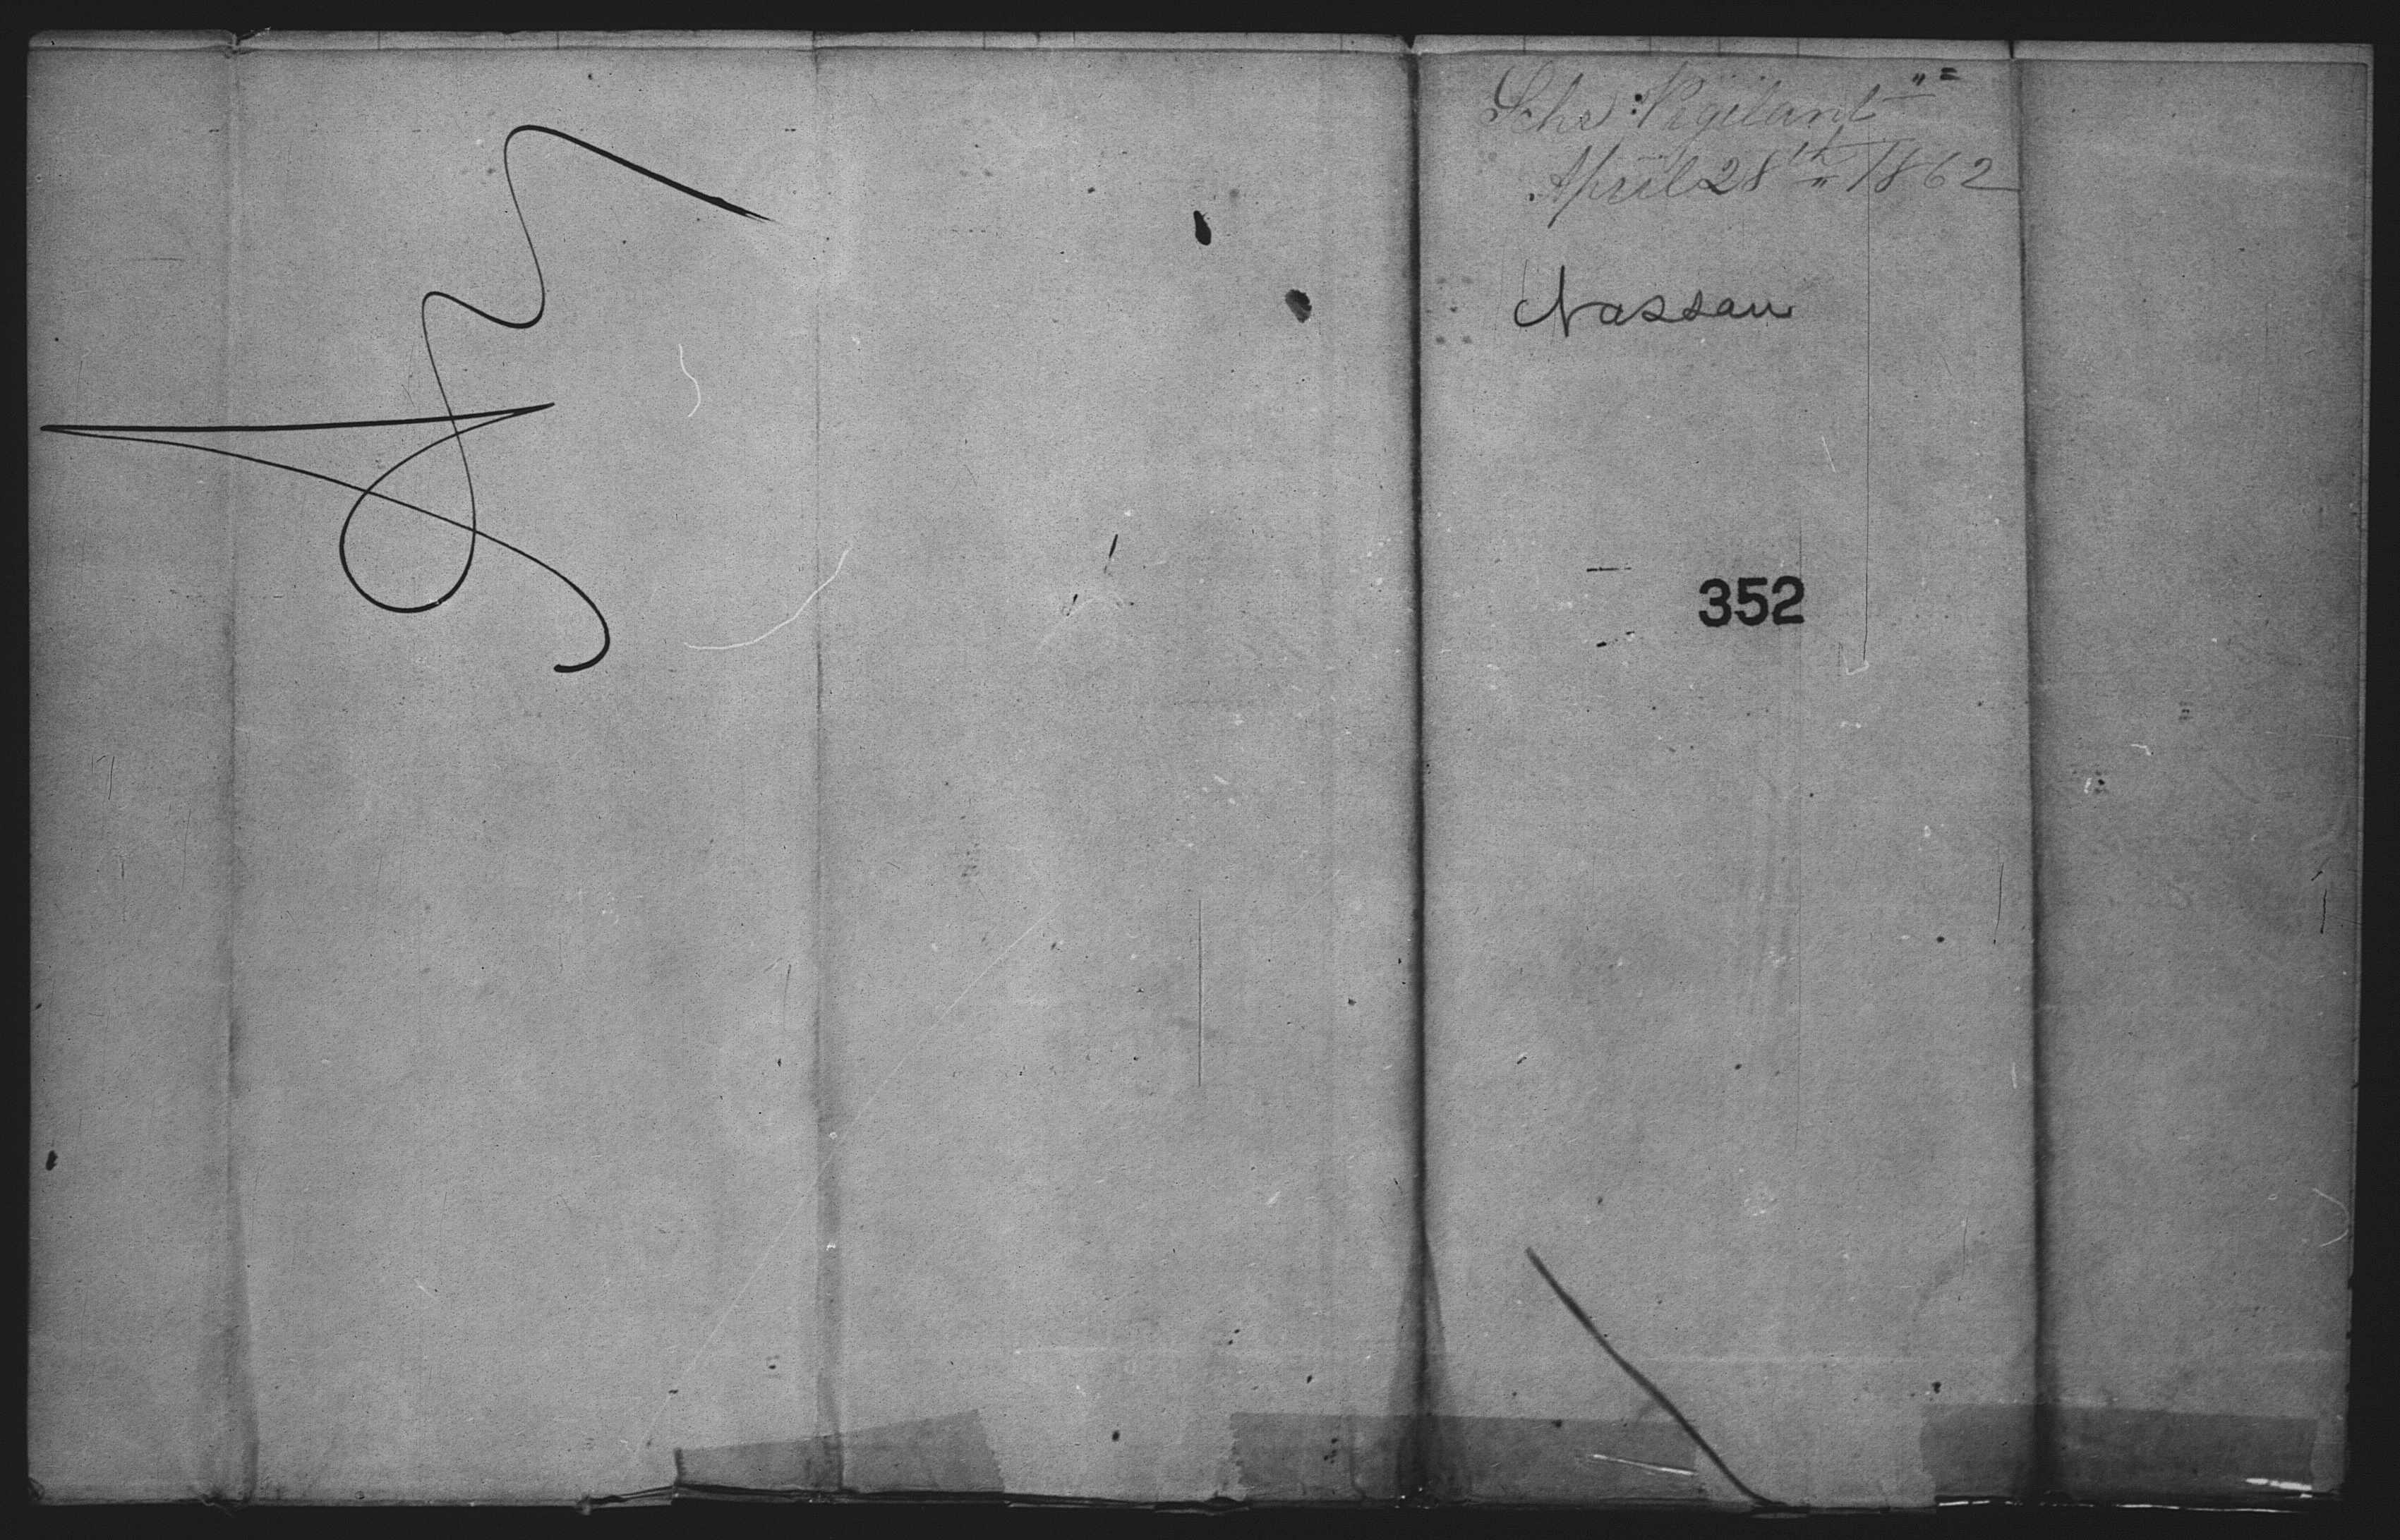 Schr "Vigilant"
April 28th 1862
Nassau
352